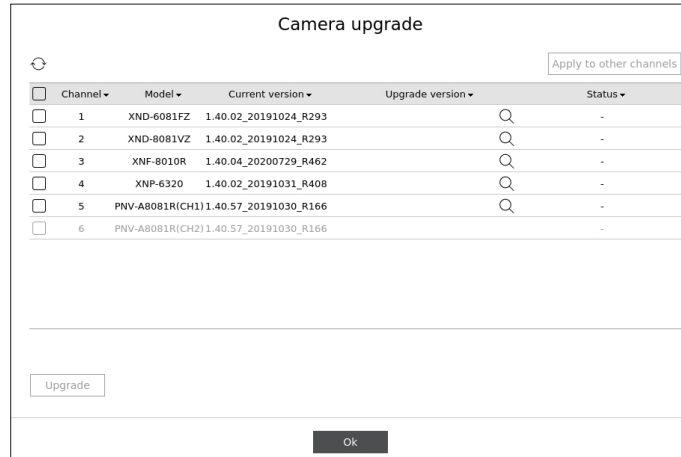 Camera upgrade
Apply to other channels
Channel Model Current version Upgrade version Status
1 XND-6081FZ 1.40.02_20191024_R293 -
2 XND-8081VZ 1.40.02_20191024_R293 -
3 XNF-8010R 1.40.04_20200729_R462 -
4 XNP-6320 1.40.02_20191031_R408 -
5 PNV-A8081R(CH1) 1.40.57_20191030_R166 -
6 PNV-A8081R(CH2) 1.40.57_20191030_R166 -
Upgrade
Ok